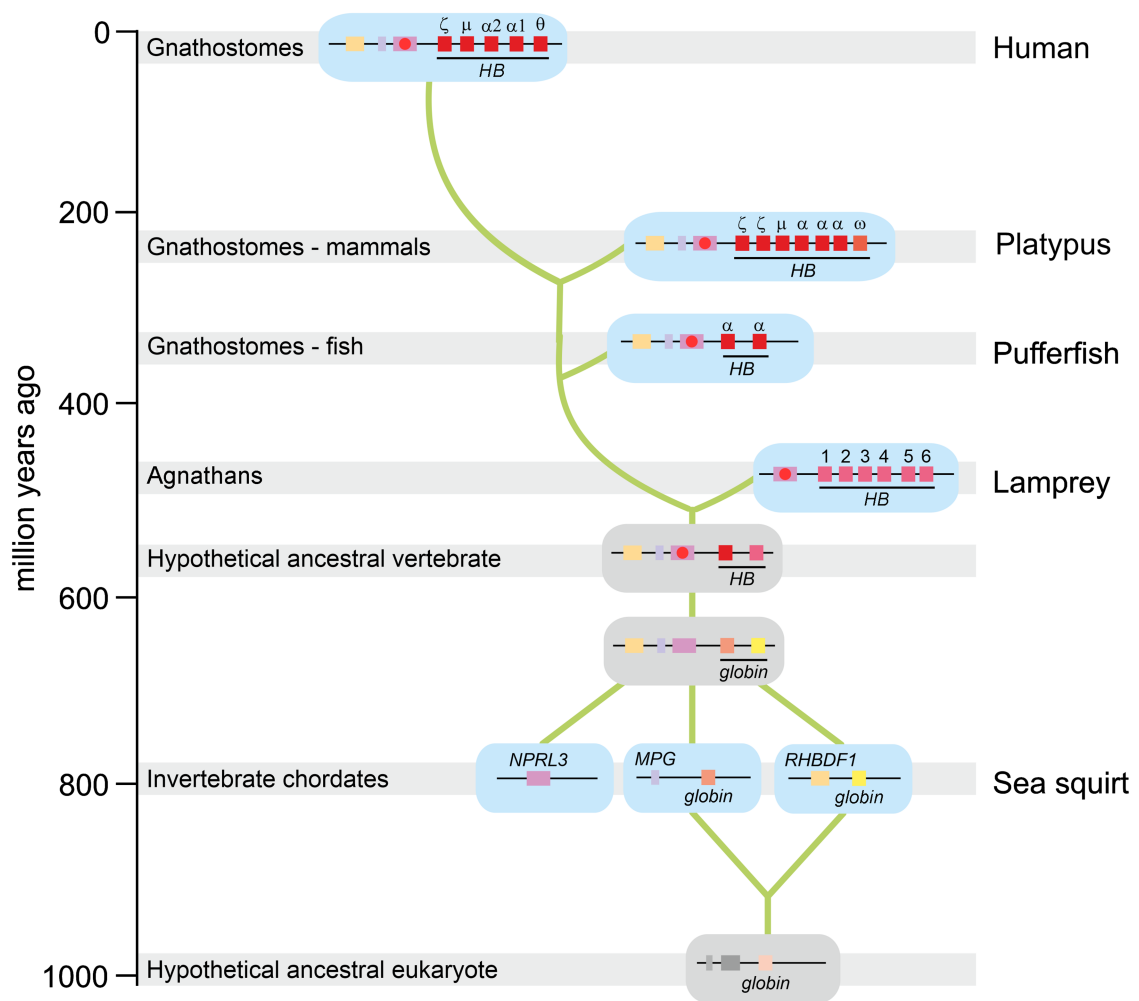 0
Gnathostomes
ζ μ α2 α1 θ
HB
Human
200
Gnathostomes - mammals
ζ ζ μ α α α ω
HB
Platypus
Gnathostomes - fish
α α
HB
Pufferfish
million years ago
400
Agnathans
1 2 3 4 5 6
HB
Lamprey
Hypothetical ancestral vertebrate
HB
600
globin
Invertebrate chordates
NPRL3
MPG
globin
RHBDF1
globin
Sea squirt
800
Hypothetical ancestral eukaryote
globin
1000